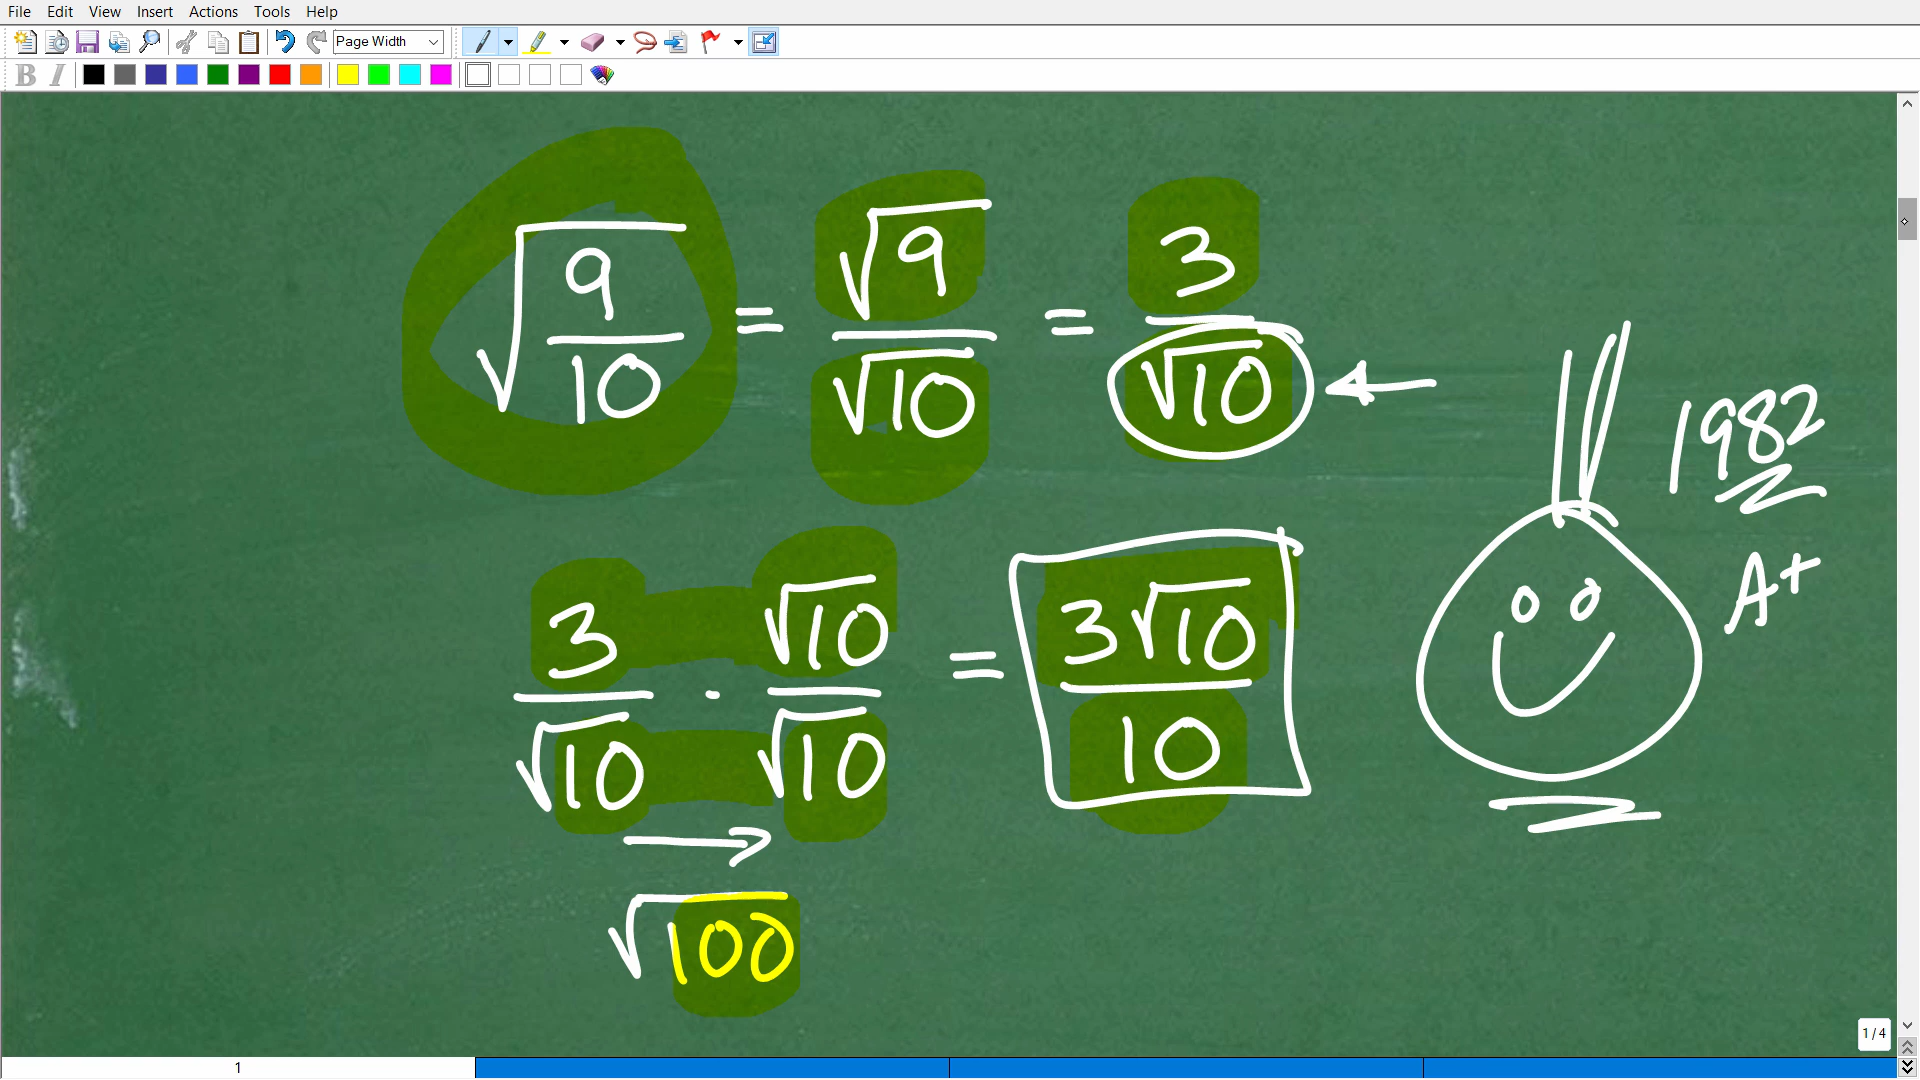 File Edit View Insert Actions Tools Help
Page Width
B I
√(9/10) = √9/√10 = 3/√10
1982
A+
3/√10 · √10/√10 = 3√10/10
√100
1 / 4
1